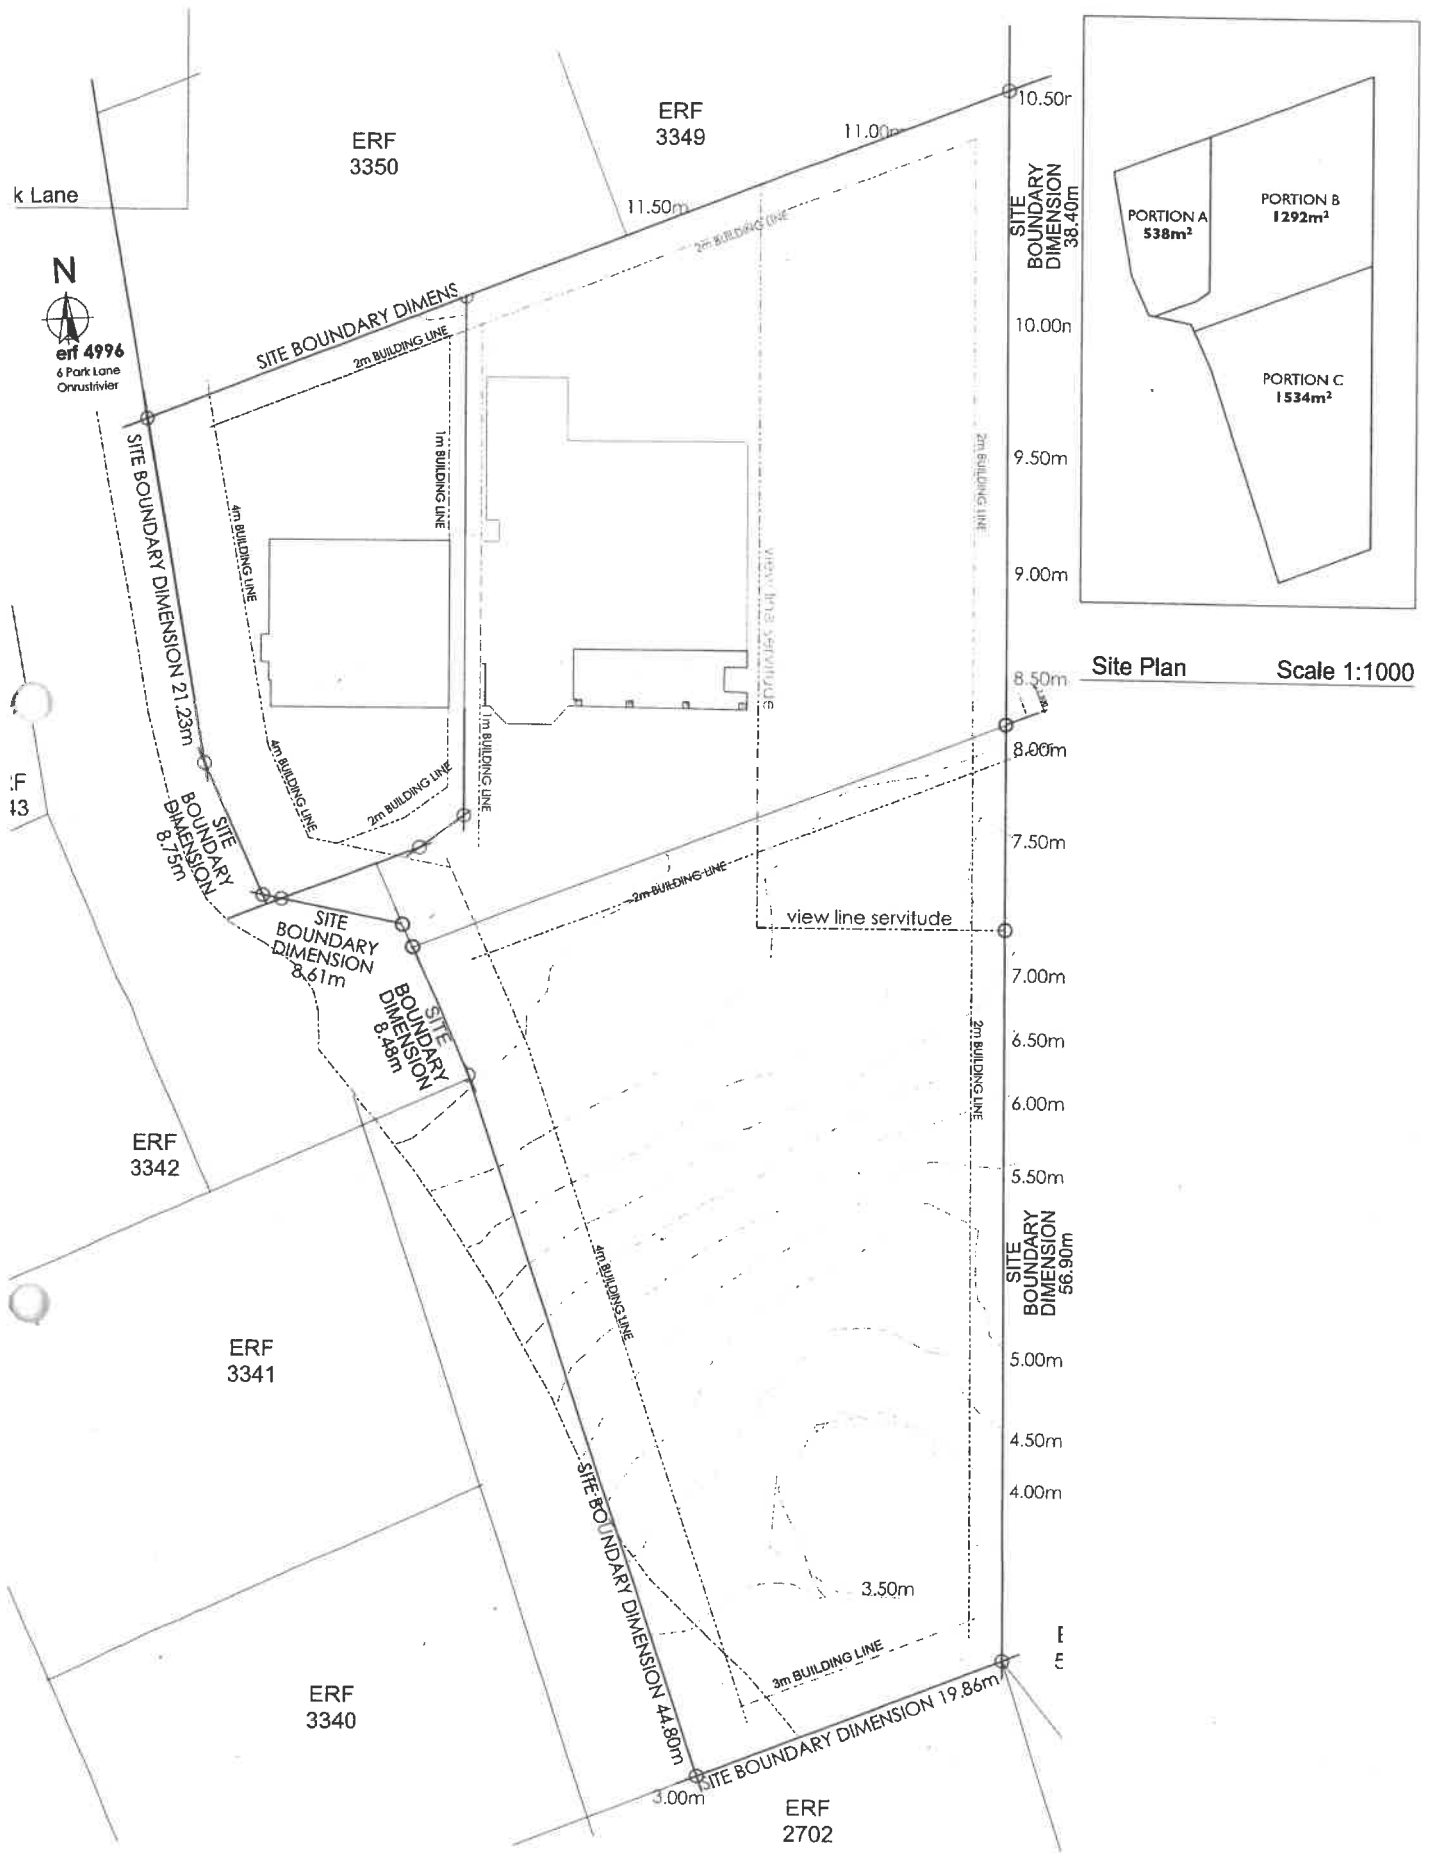 10.50
ERF
3349
11.00m
ERF
3350
k Lane
11.50m
2m BUILDING LINE
SITE
BOUNDARY
DIMENSION
38.40m
PORTION A
538m²
PORTION B
1292m²
PORTION C
1534m²
N
erf 4996
6 Park Lane
Onrustrivier
SITE BOUNDARY DIMENS
2m BUILDING LINE
10.00
1m BUILDING LINE
2m BUILDING LINE
9.50m
SITE BOUNDARY DIMENSION 21.23m
4m BUILDING LINE
9.00m
view line servitude
8.50m
Site Plan
Scale 1:1000
8.00m
4m BUILDING LINE
2m BUILDING LINE
1m BUILDING LINE
43
SITE
BOUNDARY
DIMENSION
8.75m
7.50m
2m BUILDING LINE
view line servitude
SITE
BOUNDARY
DIMENSION
8.61m
7.00m
SITE
BOUNDARY
DIMENSION
8.48m
6.50m
2m BUILDING LINE
6.00m
ERF
3342
5.50m
SITE
BOUNDARY
DIMENSION
56.90m
4m BUILDING LINE
ERF
3341
5.00m
4.50m
4.00m
SITE BOUNDARY DIMENSION 44.80m
3.50m
3m BUILDING LINE
ERF
3340
SITE BOUNDARY DIMENSION 19.86m
3.00m
ERF
2702